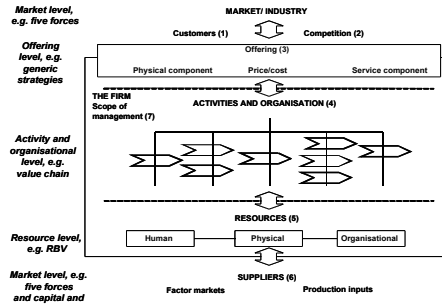 Market level,
e.g. five forces
MARKET/ INDUSTRY
Customers (1)
Competition (2)
Offering
level, e.g.
generic
strategies
Offering (3)
Physical component
Price/cost
Service component
THE FIRM
Scope of
management (7)
ACTIVITIES AND ORGANISATION (4)
Activity and
organisational
level, e.g.
value chain
RESOURCES (5)
Resource level,
e.g. RBV
Human
Physical
Organisational
Market level, e.g.
five forces
and capital and
SUPPLIERS (6)
Factor markets
Production inputs